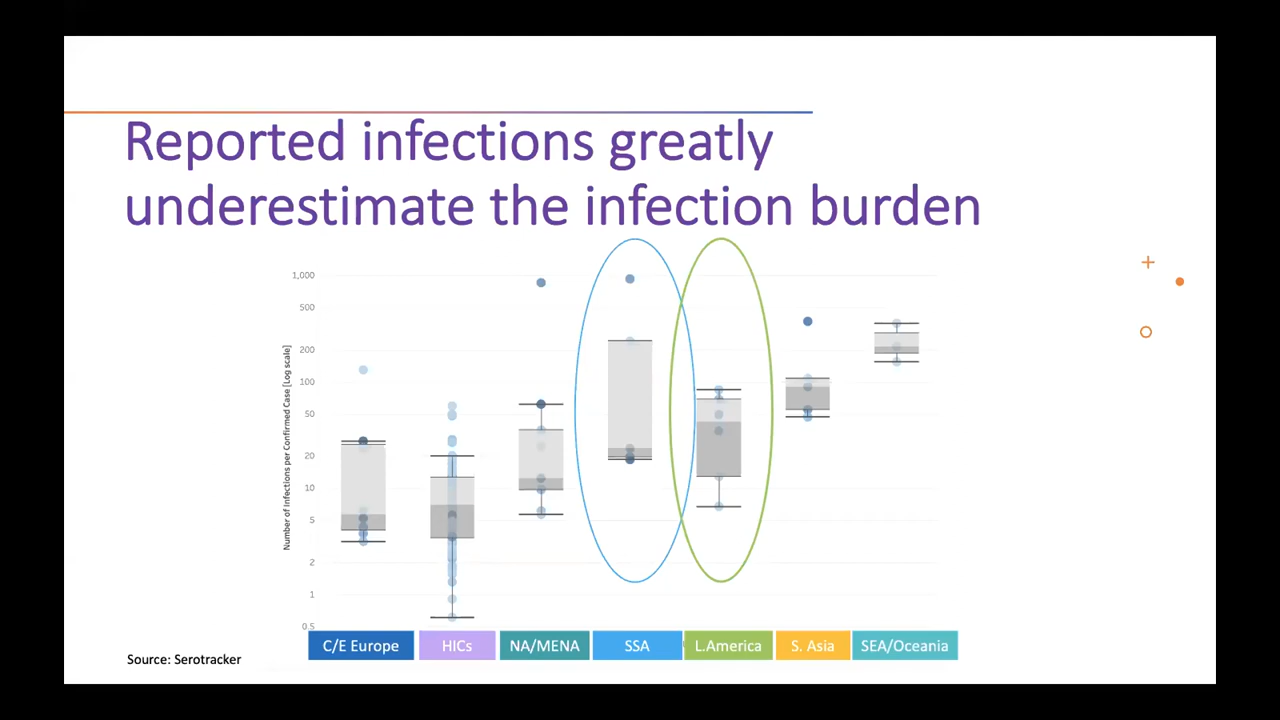 Reported infections greatly
underestimate the infection burden
Number of Infections per Confirmed Case [Log scale]
1,000
500
200
100
50
20
10
5
2
1
0.5
C/E Europe
HICs
NA/MENA
SSA
L.America
S. Asia
SEA/Oceania
Source: Serotracker